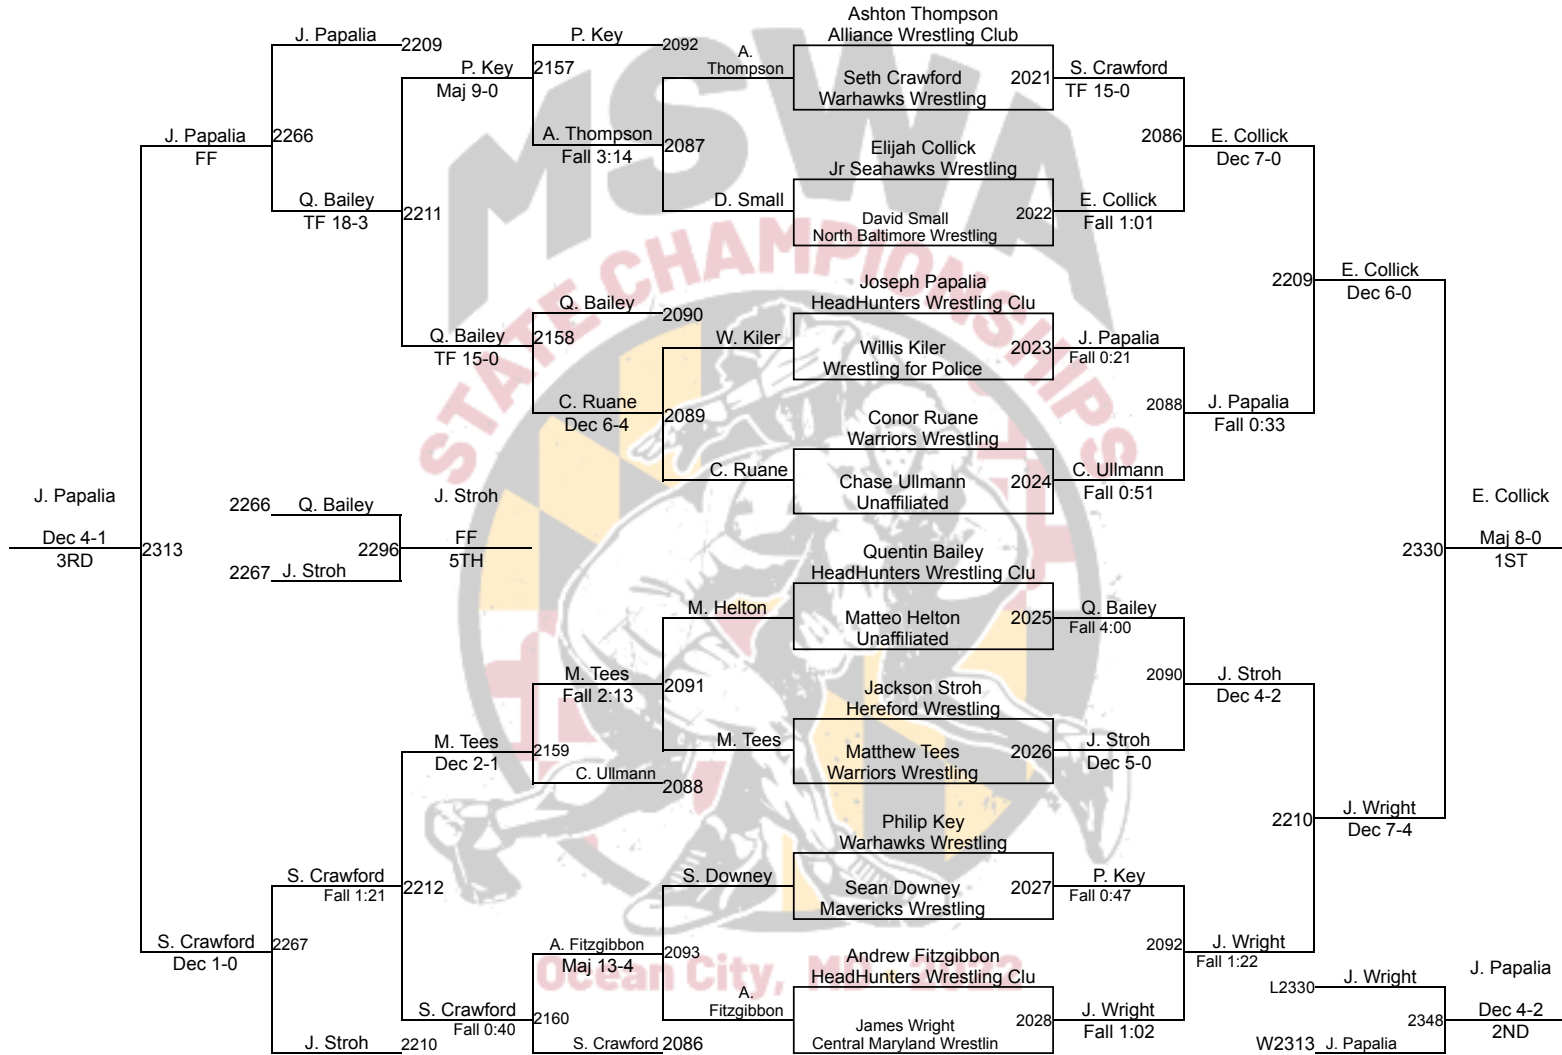 MSWA
STATE CHAMPIONSHIPS
Ocean City, MD • 2022
J. Papalia
2209
P. Key
Maj 9-0
2157
P. Key
2092
J. Papalia
FF
2266
A. Thompson
Fall 3:14
2087
A.
Thompson
D. Small
Q. Bailey
TF 18-3
2211
Q. Bailey
2090
Q. Bailey
TF 15-0
2158
W. Kiler
C. Ruane
Dec 6-4
2089
C. Ruane
J. Papalia
Dec 4-1
3RD
2313
2266
Q. Bailey
2267
J. Stroh
2296
J. Stroh
FF
5TH
M. Helton
M. Tees
Fall 2:13
2091
M. Tees
M. Tees
Dec 2-1
2159
C. Ullmann
2088
S. Crawford
Fall 1:21
2212
S. Downey
S. Crawford
Dec 1-0
2267
A. Fitzgibbon
Maj 13-4
2093
A.
Fitzgibbon
S. Crawford
Fall 0:40
2160
S. Crawford
2086
J. Stroh
2210
Ashton Thompson
Alliance Wrestling Club
Seth Crawford
Warhawks Wrestling
2021
Elijah Collick
Jr Seahawks Wrestling
David Small
North Baltimore Wrestling
2022
Joseph Papalia
HeadHunters Wrestling Clu
Willis Kiler
Wrestling for Police
2023
Conor Ruane
Warriors Wrestling
Chase Ullmann
Unaffiliated
2024
Quentin Bailey
HeadHunters Wrestling Clu
Matteo Helton
Unaffiliated
2025
Jackson Stroh
Hereford Wrestling
Matthew Tees
Warriors Wrestling
2026
Philip Key
Warhawks Wrestling
Sean Downey
Mavericks Wrestling
2027
Andrew Fitzgibbon
HeadHunters Wrestling Clu
James Wright
Central Maryland Wrestlin
2028
S. Crawford
TF 15-0
2086
E. Collick
Fall 1:01
E. Collick
Dec 7-0
J. Papalia
Fall 0:21
2088
C. Ullmann
Fall 0:51
J. Papalia
Fall 0:33
2209
E. Collick
Dec 6-0
Q. Bailey
Fall 4:00
2090
J. Stroh
Dec 5-0
J. Stroh
Dec 4-2
P. Key
Fall 0:47
2092
J. Wright
Fall 1:02
J. Wright
Fall 1:22
2210
J. Wright
Dec 7-4
2330
E. Collick
Maj 8-0
1ST
L2330
J. Wright
W2313
J. Papalia
2348
J. Papalia
Dec 4-2
2ND